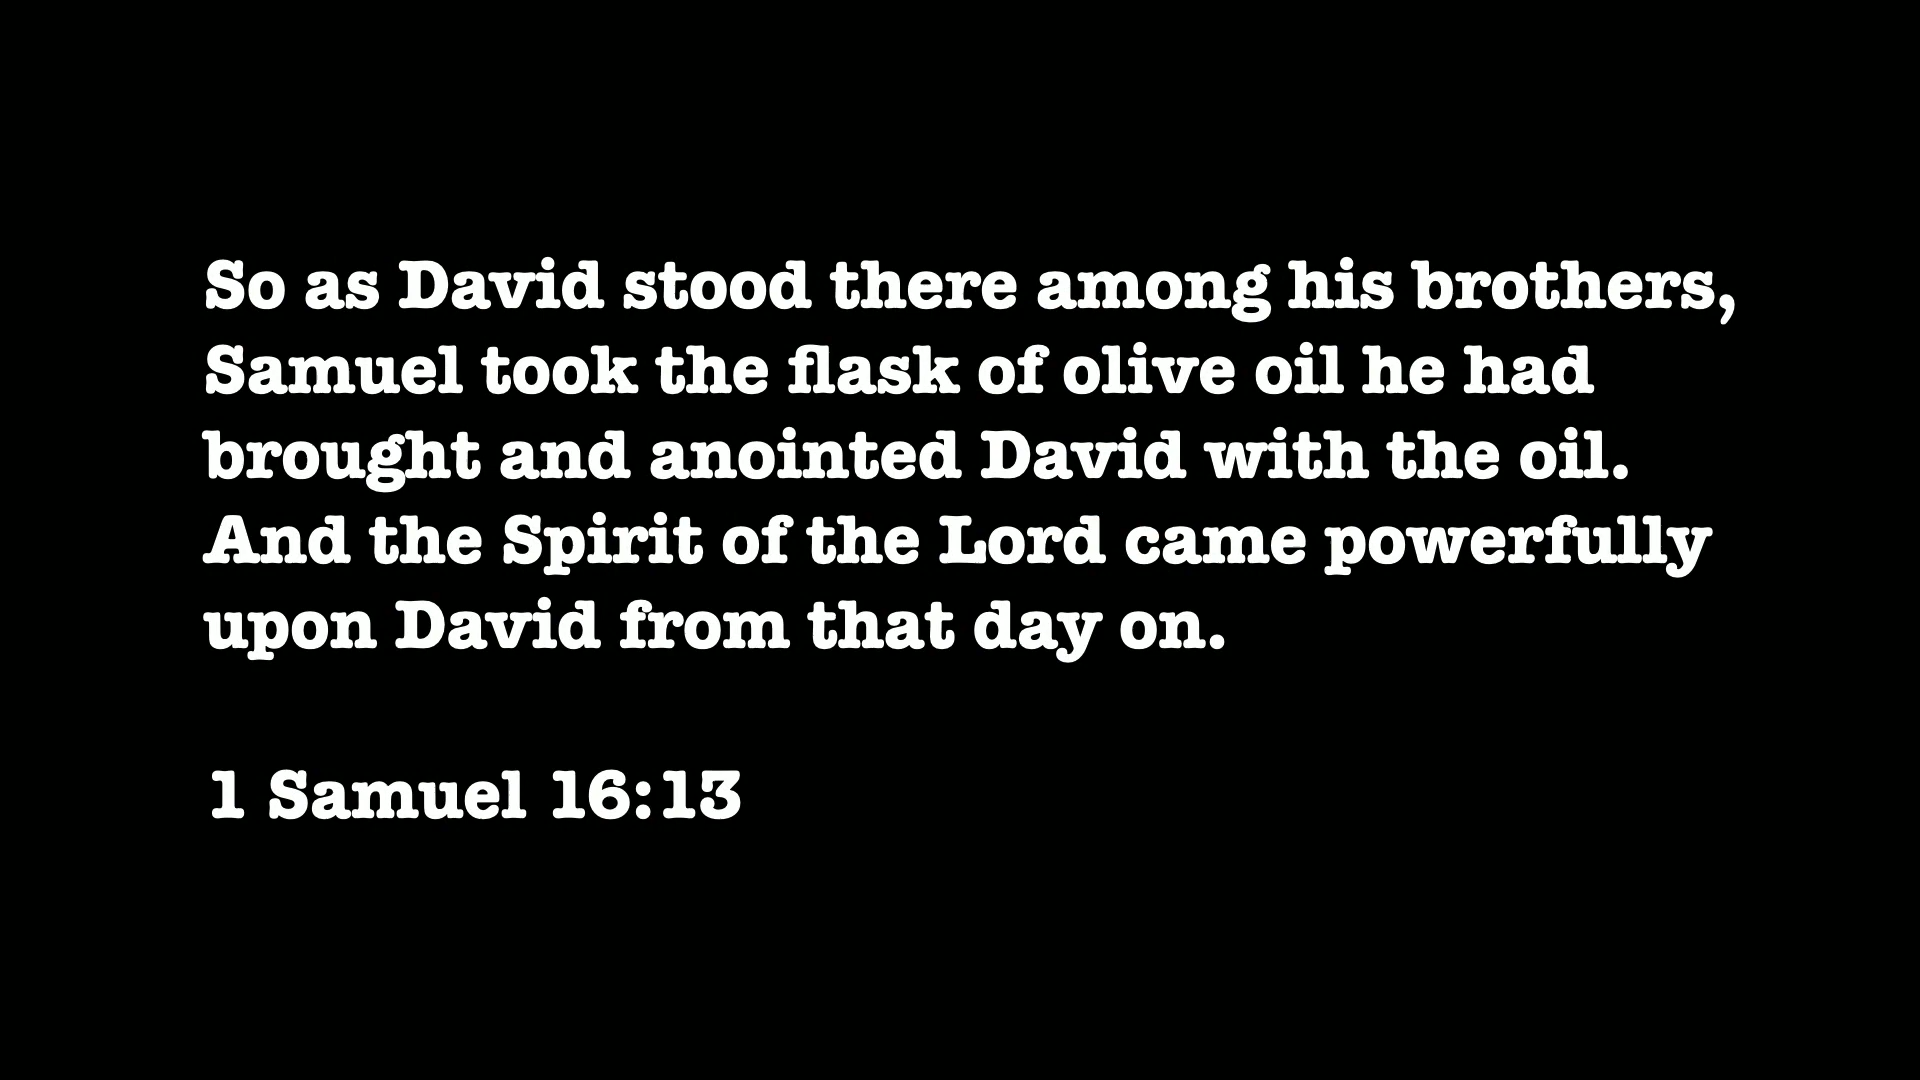 So as David stood there among his brothers,
Samuel took the flask of olive oil he had
brought and anointed David with the oil.
And the Spirit of the Lord came powerfully
upon David from that day on.
1 Samuel 16:13